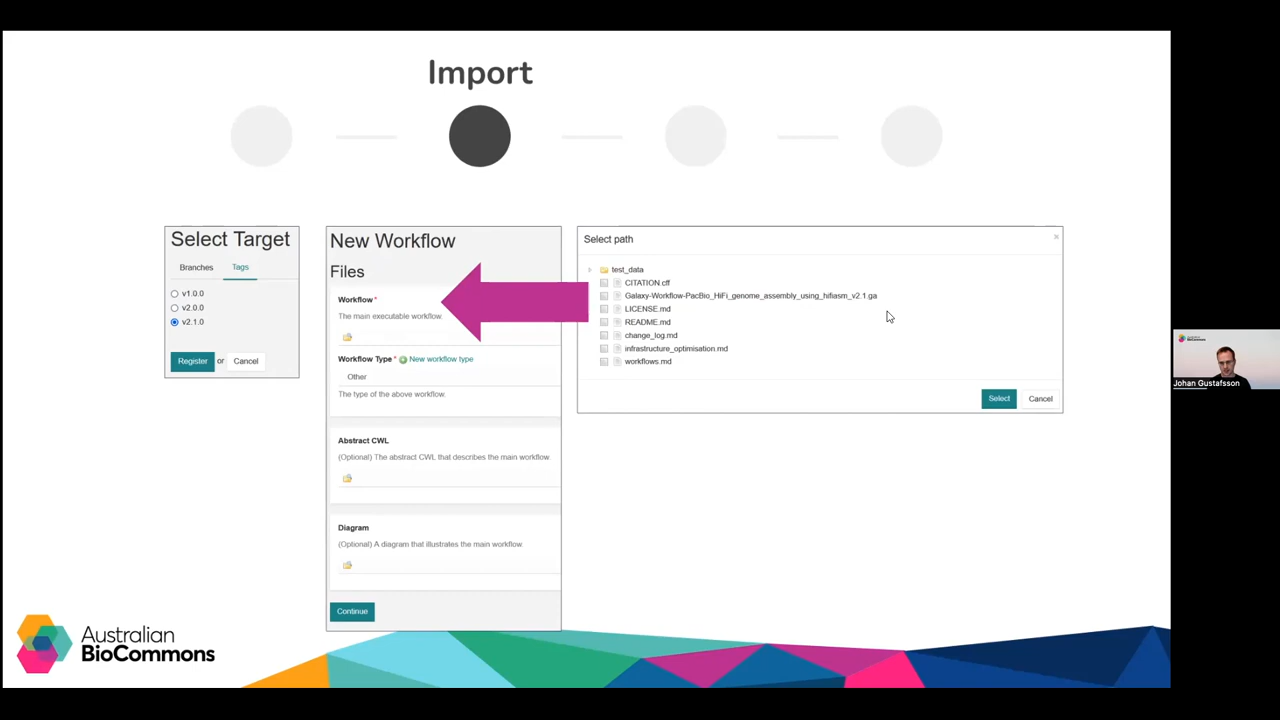 Import
Select Target
Branches Tags
v1.0.0
v2.0.0
v2.1.0
Register or Cancel
New Workflow
Files
Workflow*
The main executable workflow.
Workflow Type * New workflow type
Other
The type of the above workflow.
Abstract CWL
(Optional) The abstract CWL that describes the main workflow.
Diagram
(Optional) A diagram that illustrates the main workflow.
Continue
Select path
×
test_data
CITATION.cff
Galaxy-Workflow-PacBio_HiFi_genome_assembly_using_hifiasm_v2.1.ga
LICENSE.md
README.md
change_log.md
infrastructure_optimisation.md
workflows.md
Select Cancel
Johan Gustafsson
Australian
BioCommons